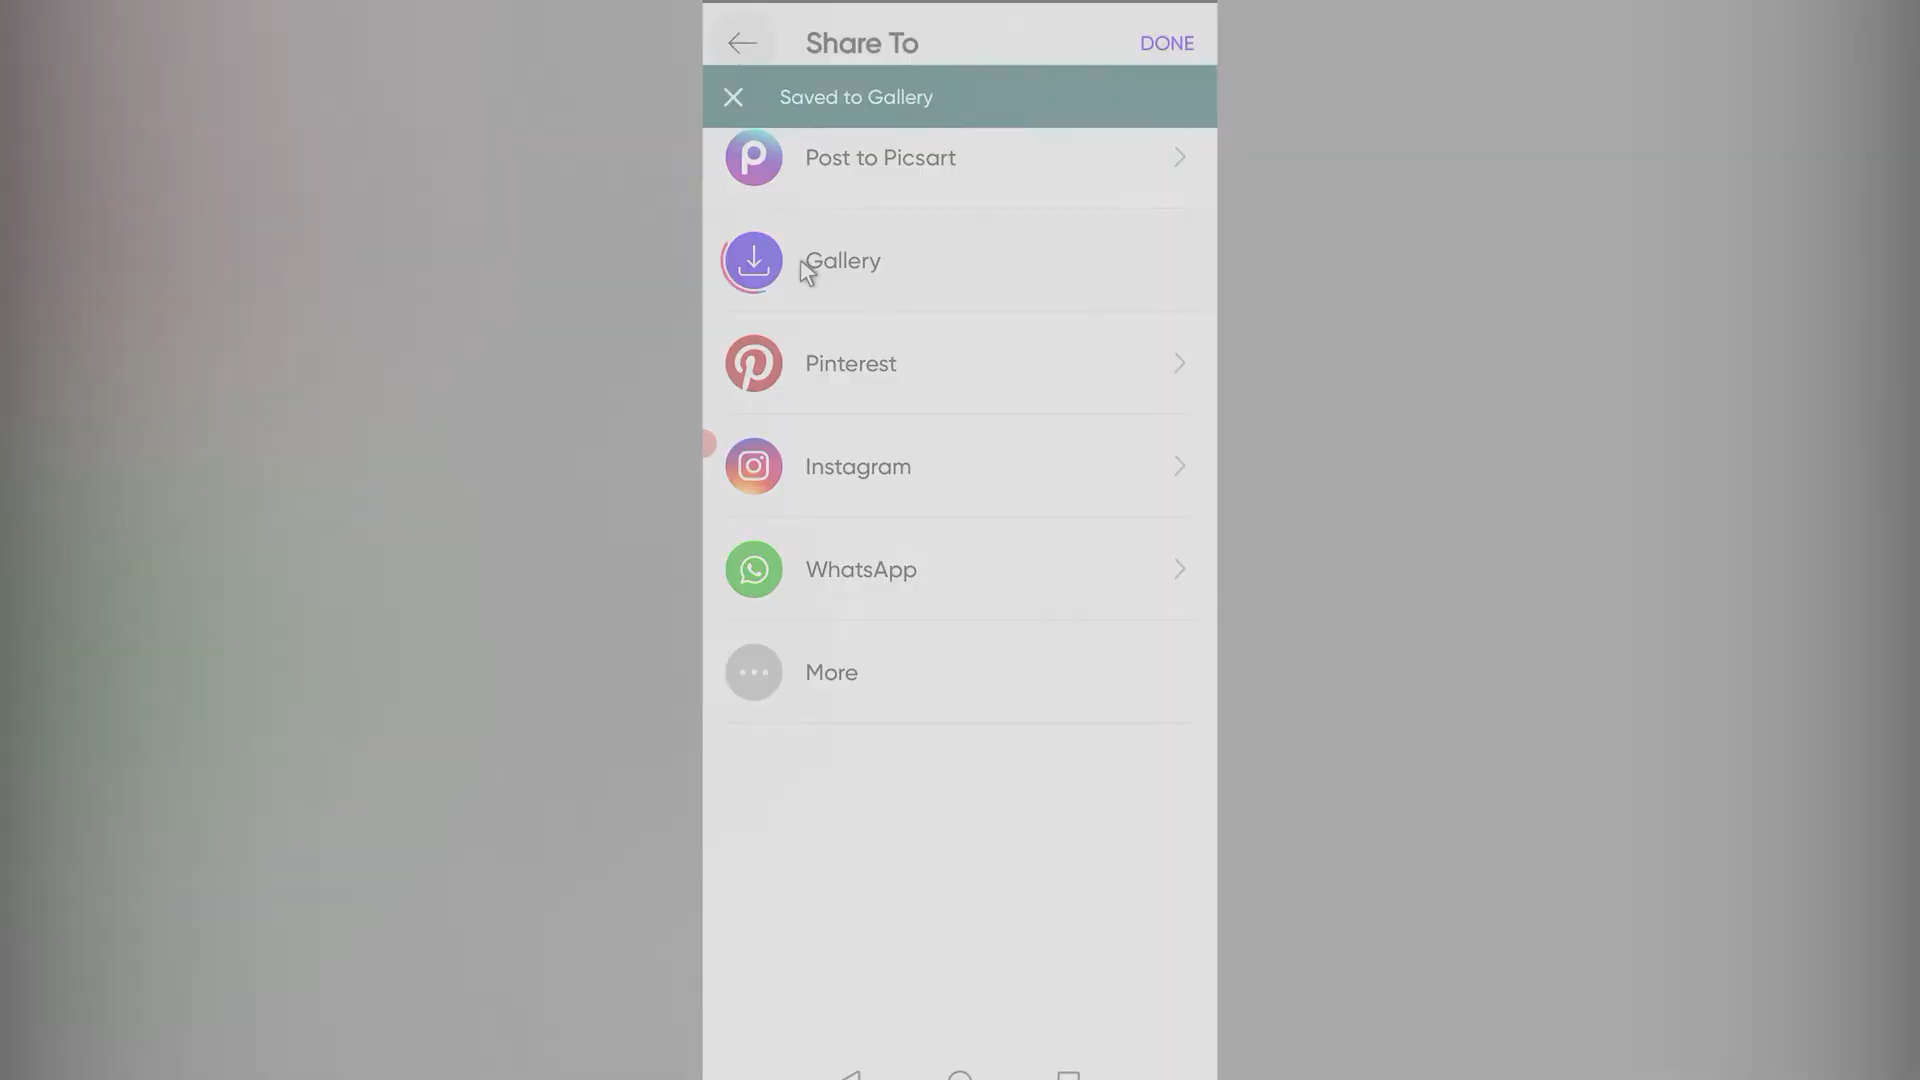 Share To
DONE
Saved to Gallery
Post to Picsart
Gallery
Pinterest
Instagram
WhatsApp
More